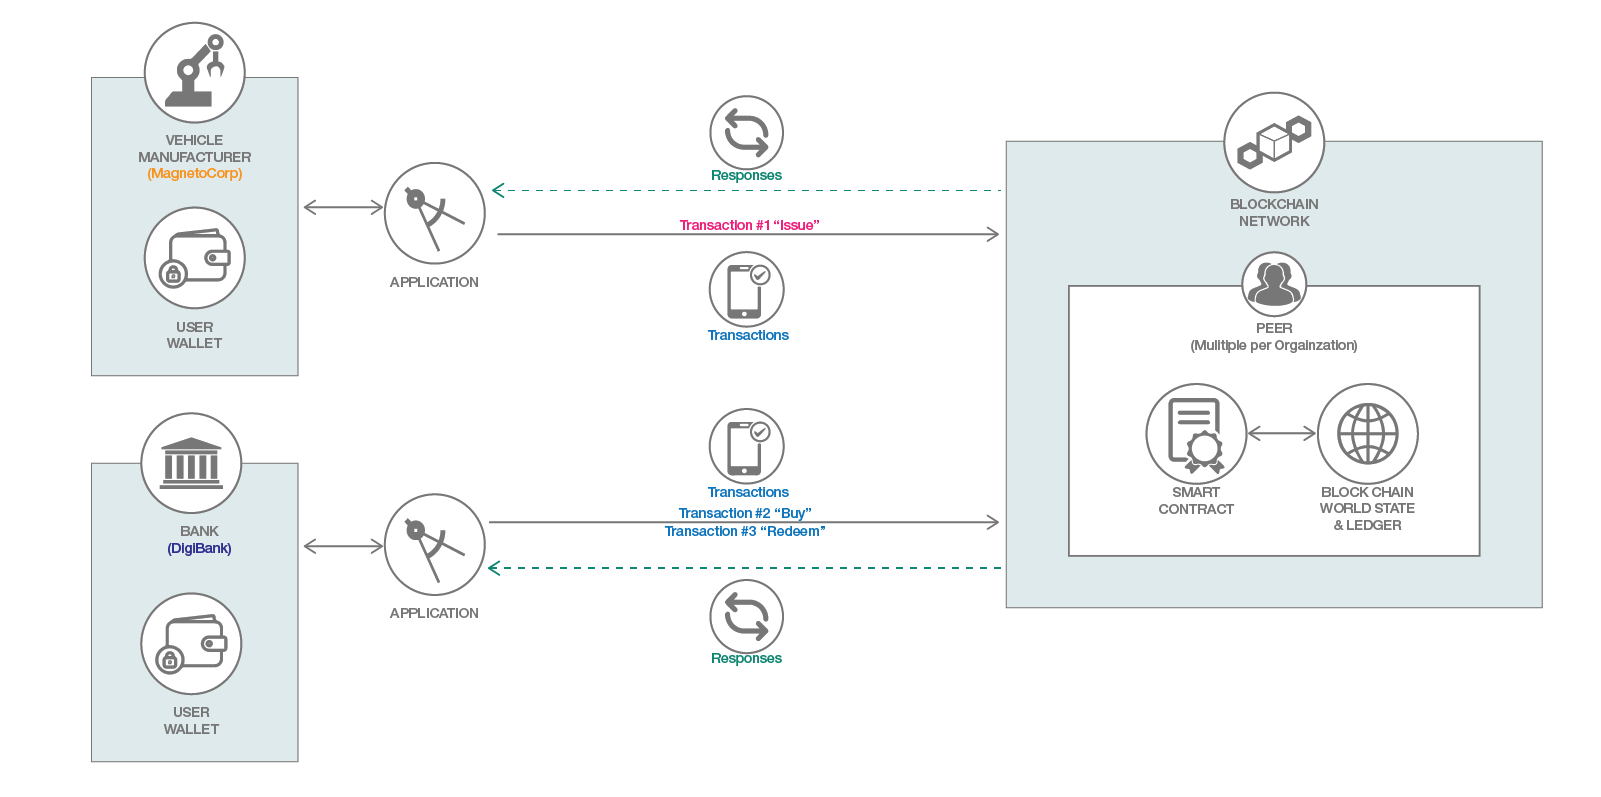 VEHICLE
MANUFACTURER
(MagnetoCorp)
USER
WALLET
APPLICATION
Responses
Transaction #1 “Issue”
Transactions
BLOCKCHAIN
NETWORK
PEER
(Mulitiple per Orgainzation)
SMART
CONTRACT
BLOCK CHAIN
WORLD STATE
& LEDGER
BANK
(DigiBank)
USER
WALLET
APPLICATION
Transactions
Transaction #2 “Buy”
Transaction #3 “Redeem”
Responses